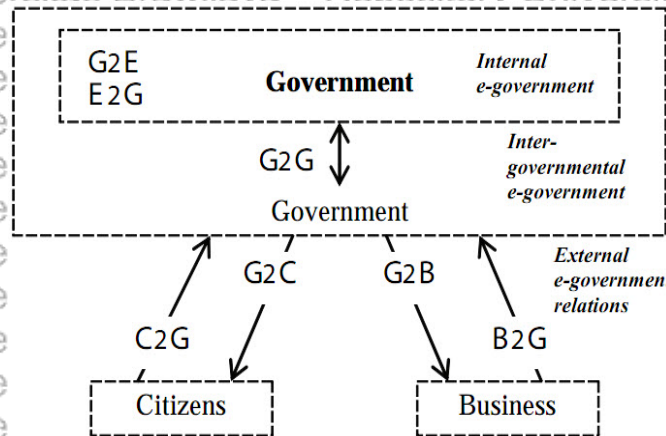 G2E
E2G
Government
Internal
e-government
G2G
Inter-
governmental
e-government
Government
External
e-governmen
relations
G2C
G2B
C2G
B2G
Citizens
Business